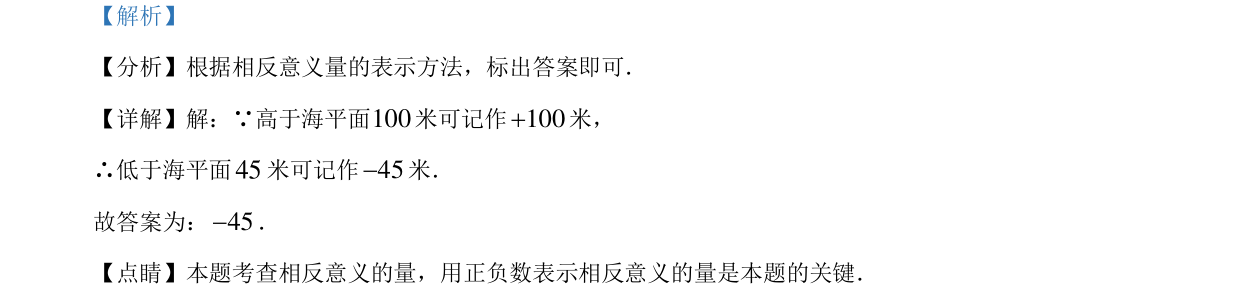 【解析】
【分析】根据相反意义量的表示方法，标出答案即可．
【详解】解：∵高于海平面100米可记作+100米，
∴低于海平面45米可记作−45米．
故答案为：−45．
【点睛】本题考查相反意义的量，用正负数表示相反意义的量是本题的关键．